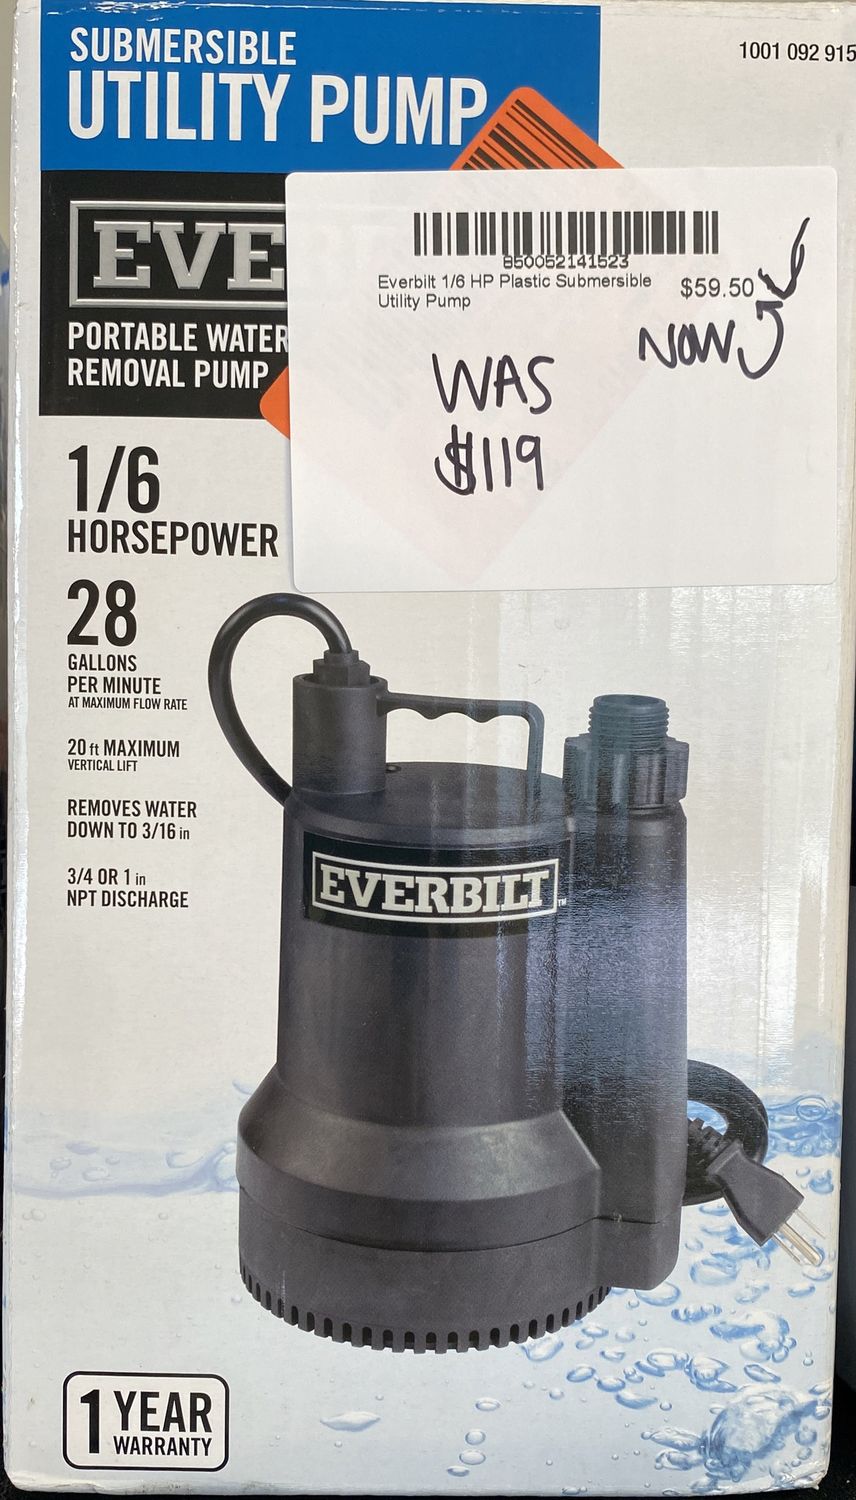 SUBMERSIBLE
UTILITY PUMP
1001 092 915
EVE
PORTABLE WATER
REMOVAL PUMP
850052141523
Everbilt 1/6 HP Plastic Submersible
Utility Pump
$59.50
NOW
WAS
$119
1/6
HORSEPOWER
28
GALLONS
PER MINUTE
AT MAXIMUM FLOW RATE
20 ft MAXIMUM
VERTICAL LIFT
REMOVES WATER
DOWN TO 3/16 in
3/4 OR 1 in
NPT DISCHARGE
EVERBILT™
1 YEAR
WARRANTY